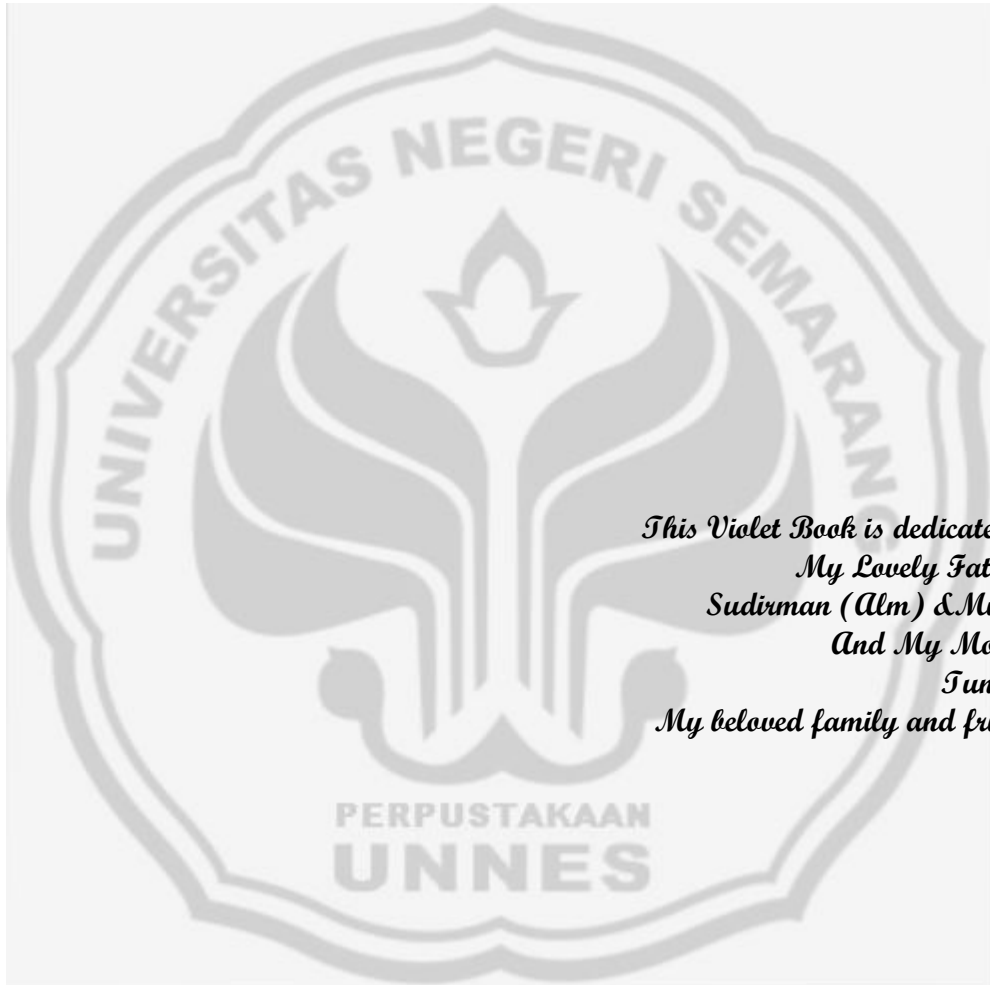 UNIVERSITAS NEGERI SEMARANG
This Violet Book is dedicate
My Lovely Fat
Sudirman (Alm) &M
And My Mo
Tun
My beloved family and fr
PERPUSTAKAAN
UNNES